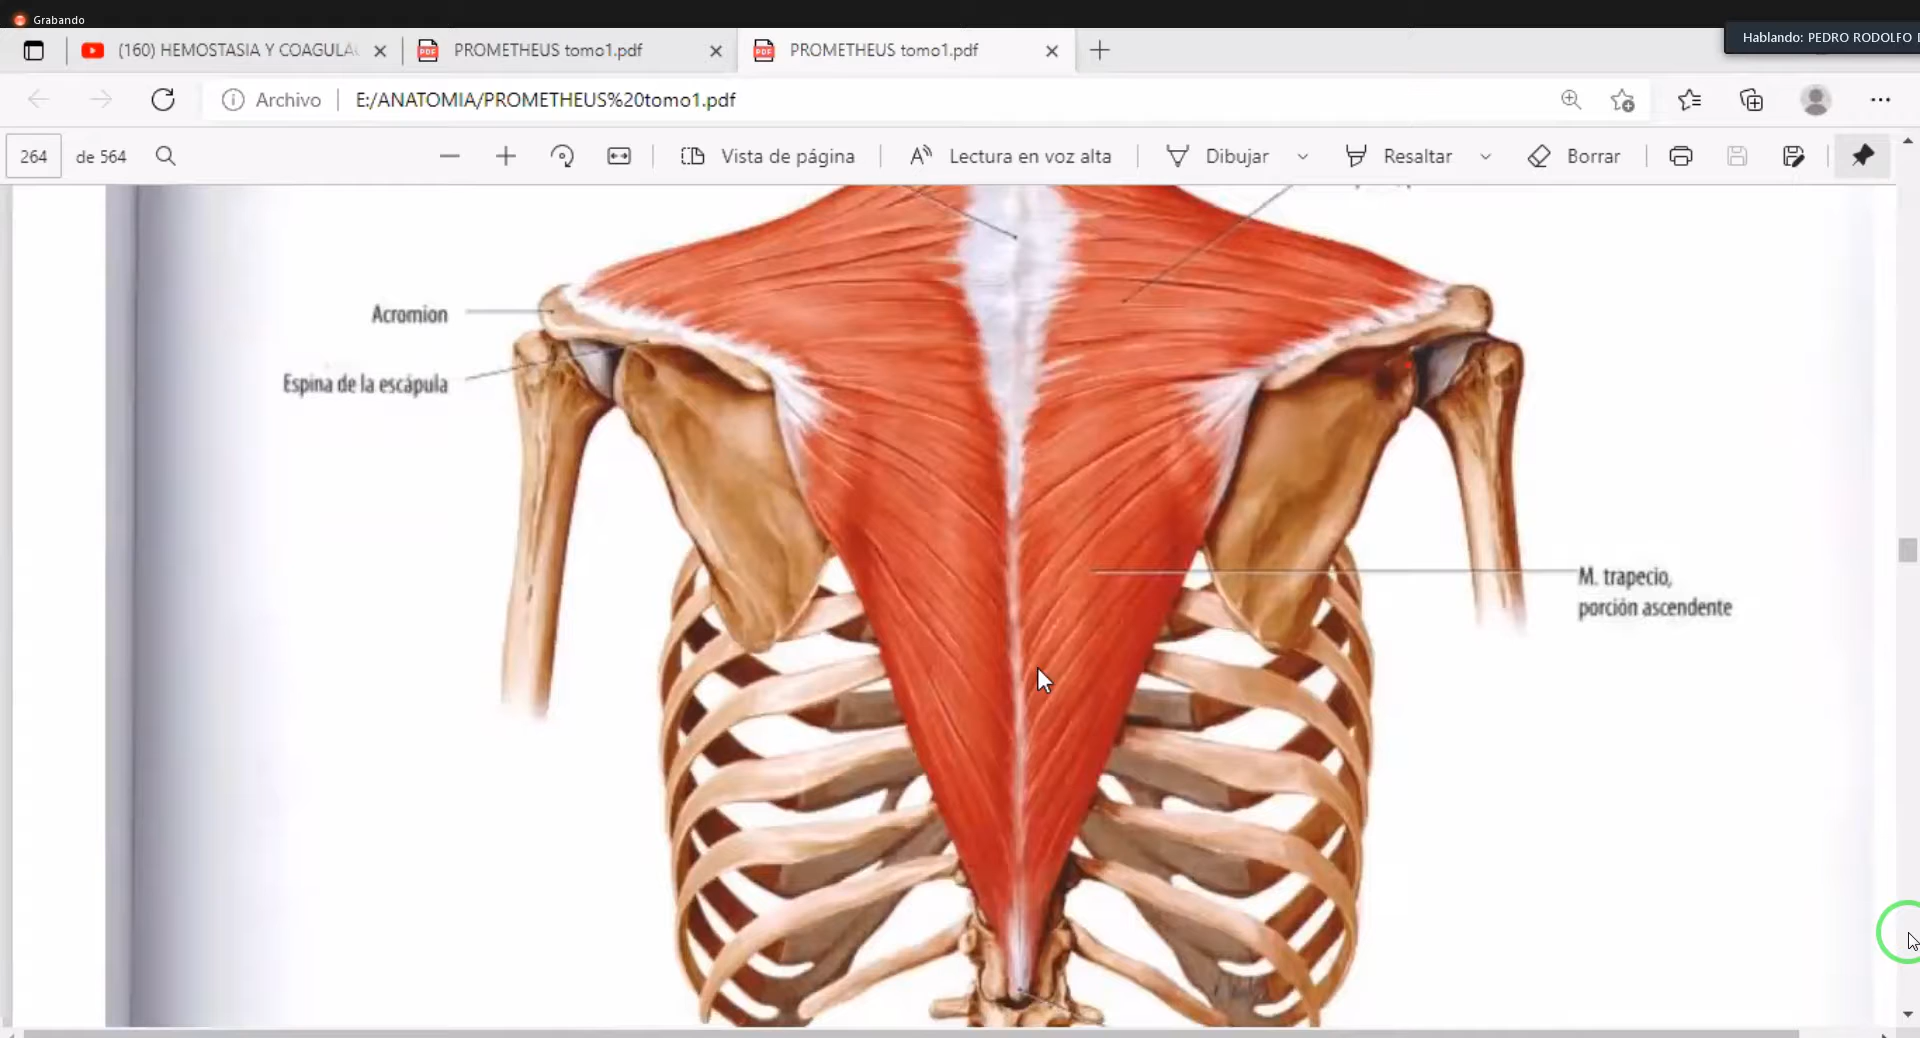 Grabando
(160) HEMOSTASIA Y COAGULA
PROMETHEUS tomo1.pdf
PROMETHEUS tomo1.pdf
Hablando: PEDRO RODOLFO
Archivo
E:/ANATOMIA/PROMETHEUS%20tomo1.pdf
264 de 564
Vista de página
Lectura en voz alta
Dibujar
Resaltar
Borrar
Acromion
Espina de la escápula
M. trapecio,
porción ascendente